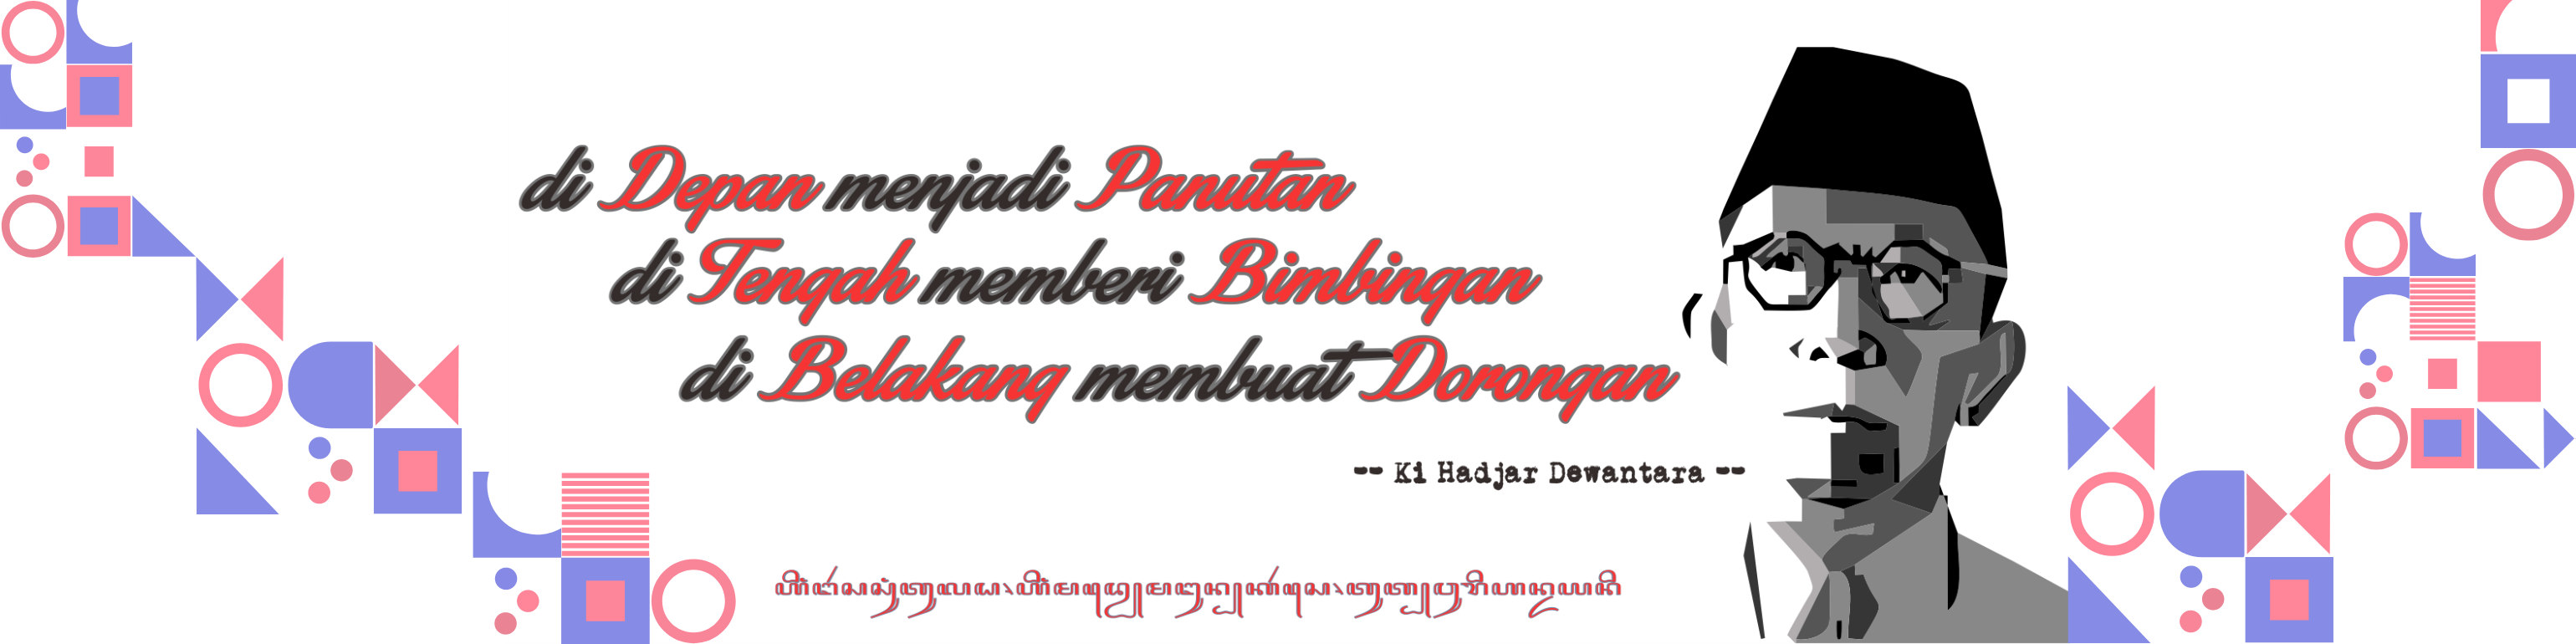 di Depan menjadi Panutan
di Tengah memberi Bimbingan
di Belakang membuat Dorongan
-- Ki Hadjar Dewantara --